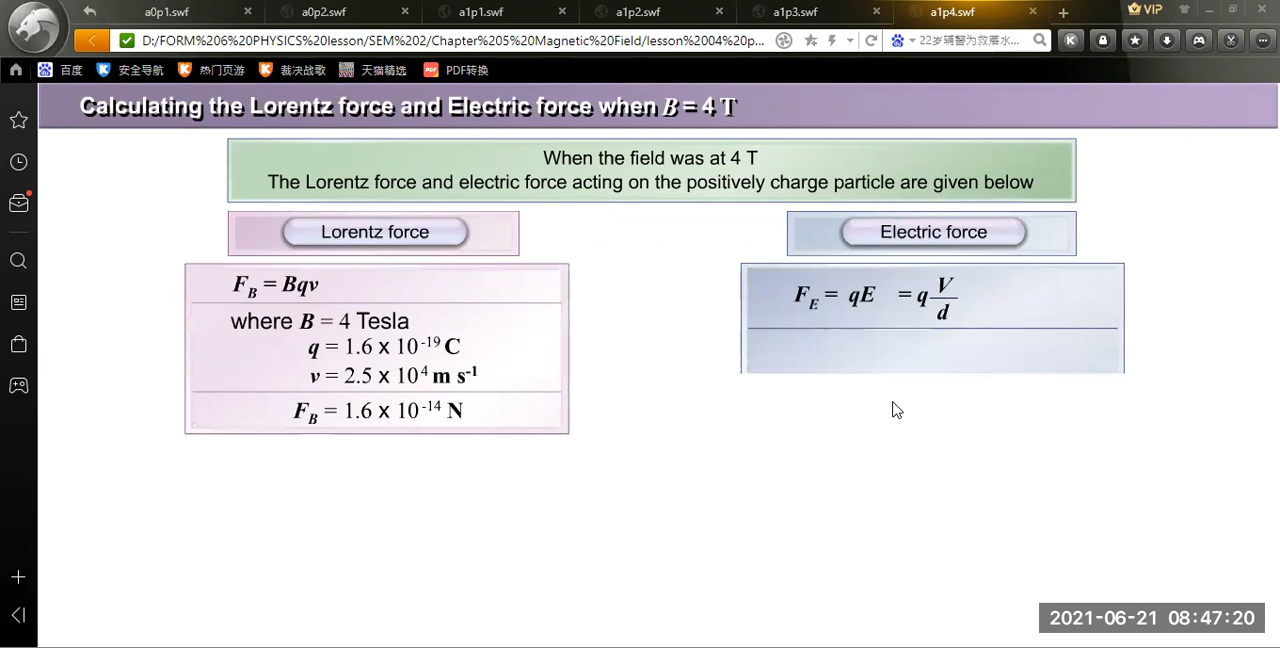 a0p1.swf
a0p2.swf
a1p1.swf
a1p2.swf
a1p3.swf
a1p4.swf
VIP
D:/FORM%206%20PHYSICS%20lesson/SEM%202/Chapter%205%20Magnetic%20Field/lesson%2004%20p...
22岁辅警为救落水...
百度
安全导航
热门页游
裁决战歌
天猫精选
PDF转换
Calculating the Lorentz force and Electric force when B = 4 T
When the field was at 4 T
The Lorentz force and electric force acting on the positively charge particle are given below
Lorentz force
F_B = Bqv
where B = 4 Tesla
q = 1.6 x 10^-19 C
v = 2.5 x 10^4 m s^-1
F_B = 1.6 x 10^-14 N
Electric force
F_E = qE = q V/d
2021-06-21 08:47:20